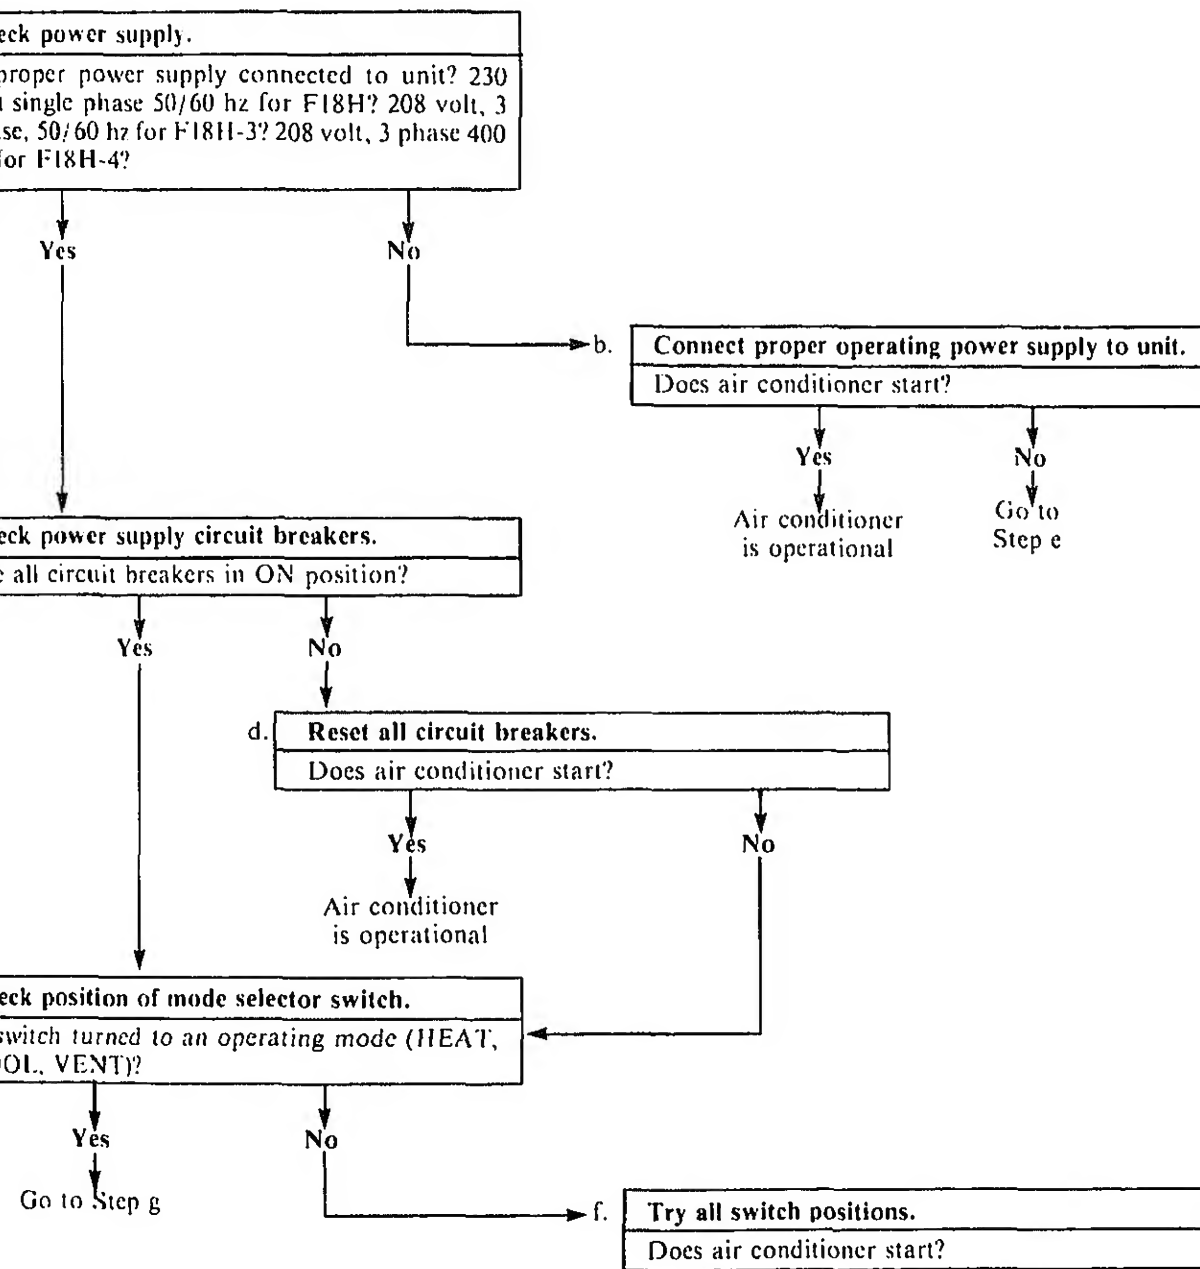 eck power supply.
proper power supply connected to unit? 230
single phase 50/60 hz for F18H? 208 volt, 3
se, 50/60 hz for F18H-3? 208 volt, 3 phase 400
for F18H-4?
Yes
No
b.
Connect proper operating power supply to unit.
Does air conditioner start?
Yes
No
Air conditioner
is operational
Go to
Step e
eck power supply circuit breakers.
e all circuit breakers in ON position?
Yes
No
d.
Reset all circuit breakers.
Does air conditioner start?
Yes
No
Air conditioner
is operational
eck position of mode selector switch.
switch turned to an operating mode (HEAT,
OOL, VENT)?
Yes
No
Go to Step g
f.
Try all switch positions.
Does air conditioner start?